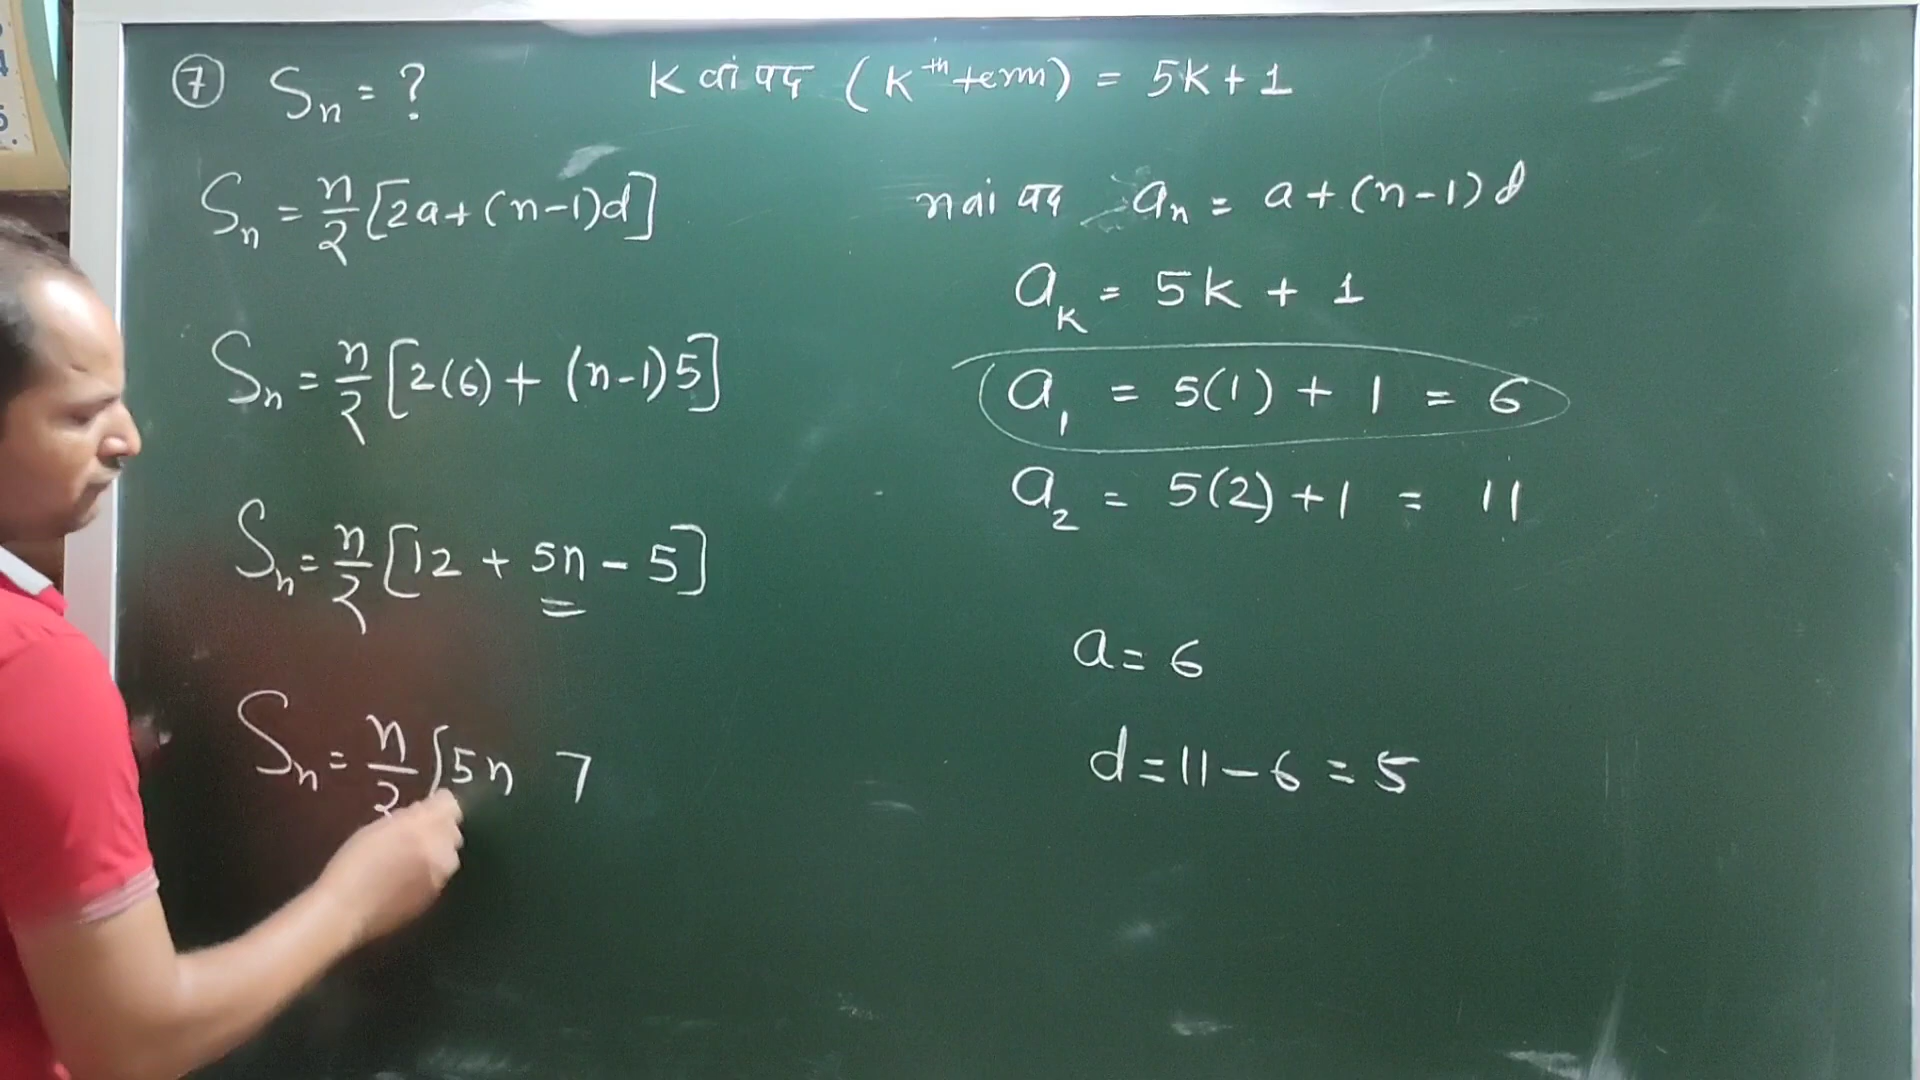 ⑦ Sₙ = ?
K वां पद (Kᵗʰ term) = 5K + 1
Sₙ = n/2 [2a + (n-1)d]
n वां पद aₙ = a + (n-1)d
a_K = 5K + 1
Sₙ = n/2 [2(6) + (n-1)5]
a₁ = 5(1) + 1 = 6
a₂ = 5(2) + 1 = 11
Sₙ = n/2 [12 + 5n - 5]
a = 6
Sₙ = n/2 [5n 7
d = 11 - 6 = 5